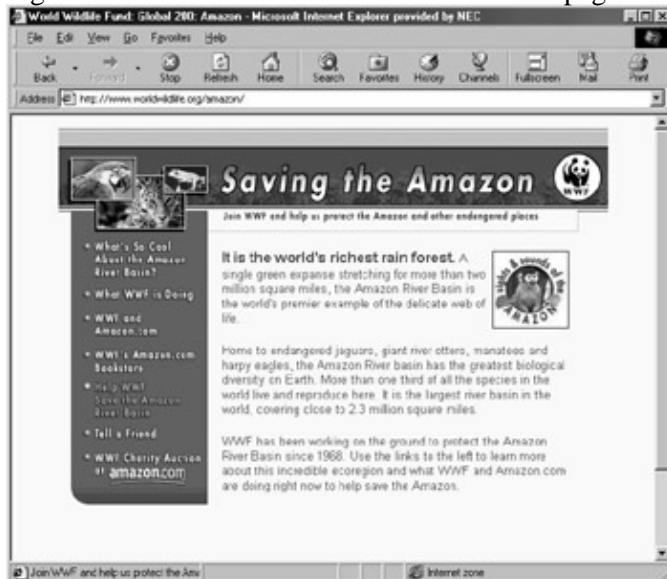 World Wildlife Fund: Global 200: Amazon - Microsoft Internet Explorer provided by NEC
File Edit View Go Favorites Help
Back Forward Stop Refresh Home Search Favorites History Channels Fullscreen Mail Print
Address http://www.worldwildlife.org/amazon/
Saving the Amazon
WWF
Join WWF and help us protect the Amazon and other endangered places
• What's So Cool
About the Amazon
River Basin?
• What WWF is Doing
• WWF and
Amazon.com
• WWF's Amazon.com
Bookstore
• Help WWF
Save the Amazon
River Basin
• Tell a Friend
• WWF Charity Auction
at amazon.com
It is the world's richest rain forest. A
single green expanse stretching for more than two
million square miles, the Amazon River Basin is
the world's premier example of the delicate web of
life.
sights & sounds of the
AMAZON
Home to endangered jaguars, giant river otters, manatees and
harpy eagles, the Amazon River basin has the greatest biological
diversity on Earth. More than one third of all the species in the
world live and reproduce here. It is the largest river basin in the
world, covering close to 2.3 million square miles.
WWF has been working on the ground to protect the Amazon
River Basin since 1968. Use the links to the left to learn more
about this incredible ecoregion and what WWF and Amazon.com
are doing right now to help save the Amazon.
Join WWF and help us protect the Ama
Internet zone